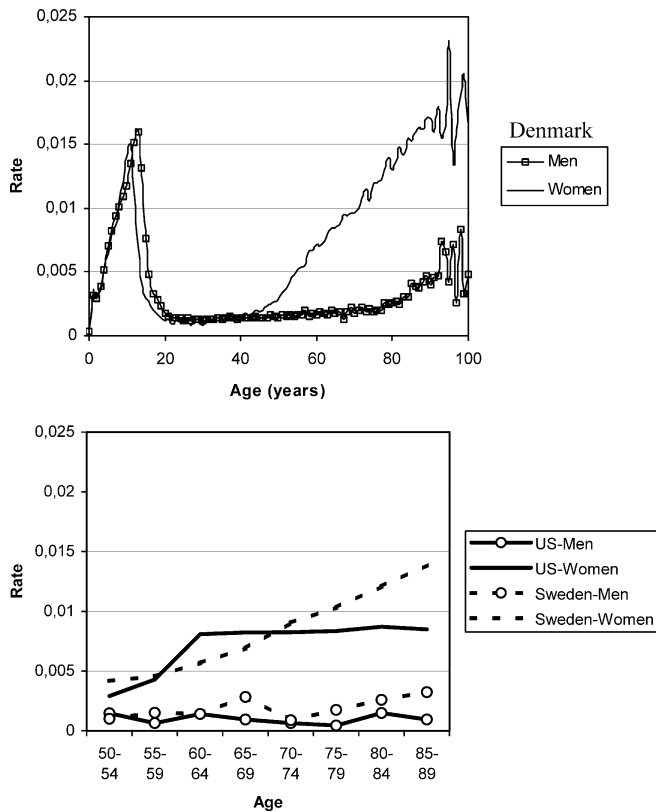 0,025
0,02
0,015
0,01
0,005
0
Rate
0 20 40 60 80 100
Age (years)
Denmark
Men
Women
0,025
0,02
0,015
0,01
0,005
0
Rate
50- 55- 60- 65- 70- 75- 80- 85-
54 59 64 69 74 79 84 89
Age
US-Men
US-Women
Sweden-Men
Sweden-Women